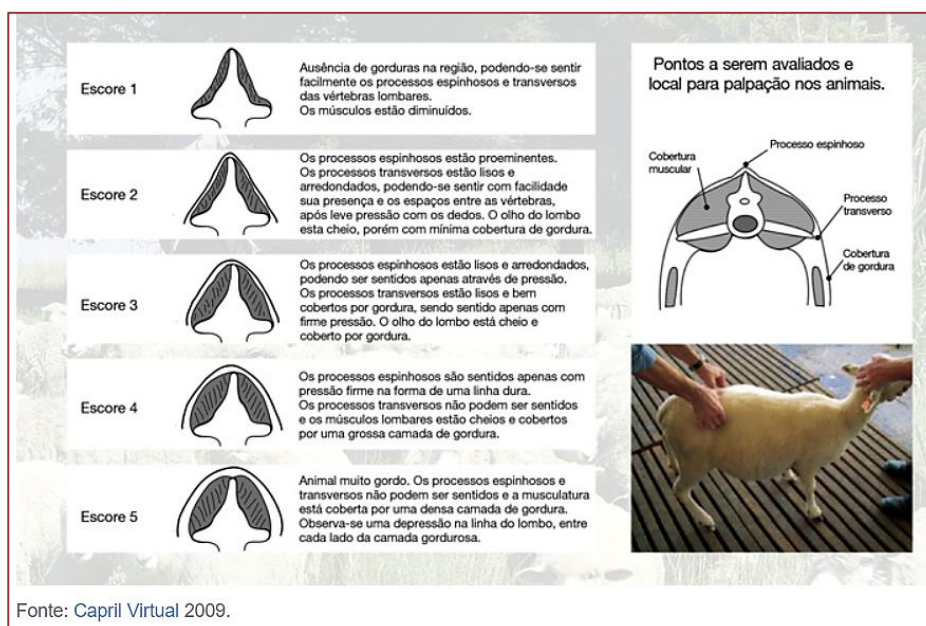 Escore 1
Ausência de gorduras na região, podendo-se sentir
facilmente os processos espinhosos e transversos
das vértebras lombares.
Os músculos estão diminuídos.
Escore 2
Os processos espinhosos estão proeminentes.
Os processos transversos estão lisos e
arredondados, podendo-se sentir com facilidade
sua presença e os espaços entre as vértebras,
após leve pressão com os dedos. O olho do lombo
esta cheio, porém com mínima cobertura de gordura.
Escore 3
Os processos espinhosos estão lisos e arredondados,
podendo ser sentidos apenas através de pressão.
Os processos transversos estão lisos e bem
cobertos por gordura, sendo sentido apenas com
firme pressão. O olho do lombo está cheio e
coberto por gordura.
Escore 4
Os processos espinhosos são sentidos apenas com
pressão firme na forma de uma linha dura.
Os processos transversos não podem ser sentidos
e os músculos lombares estão cheios e cobertos
por uma grossa camada de gordura.
Escore 5
Animal muito gordo. Os processos espinhosos e
transversos não podem ser sentidos e a musculatura
está coberta por uma densa camada de gordura.
Observa-se uma depressão na linha do lombo, entre
cada lado da camada gordurosa.
Pontos a serem avaliados e
local para palpação nos animais.
Processo espinhoso
Cobertura
muscular
Processo
transverso
Cobertura
de gordura
Fonte: Capril Virtual 2009.